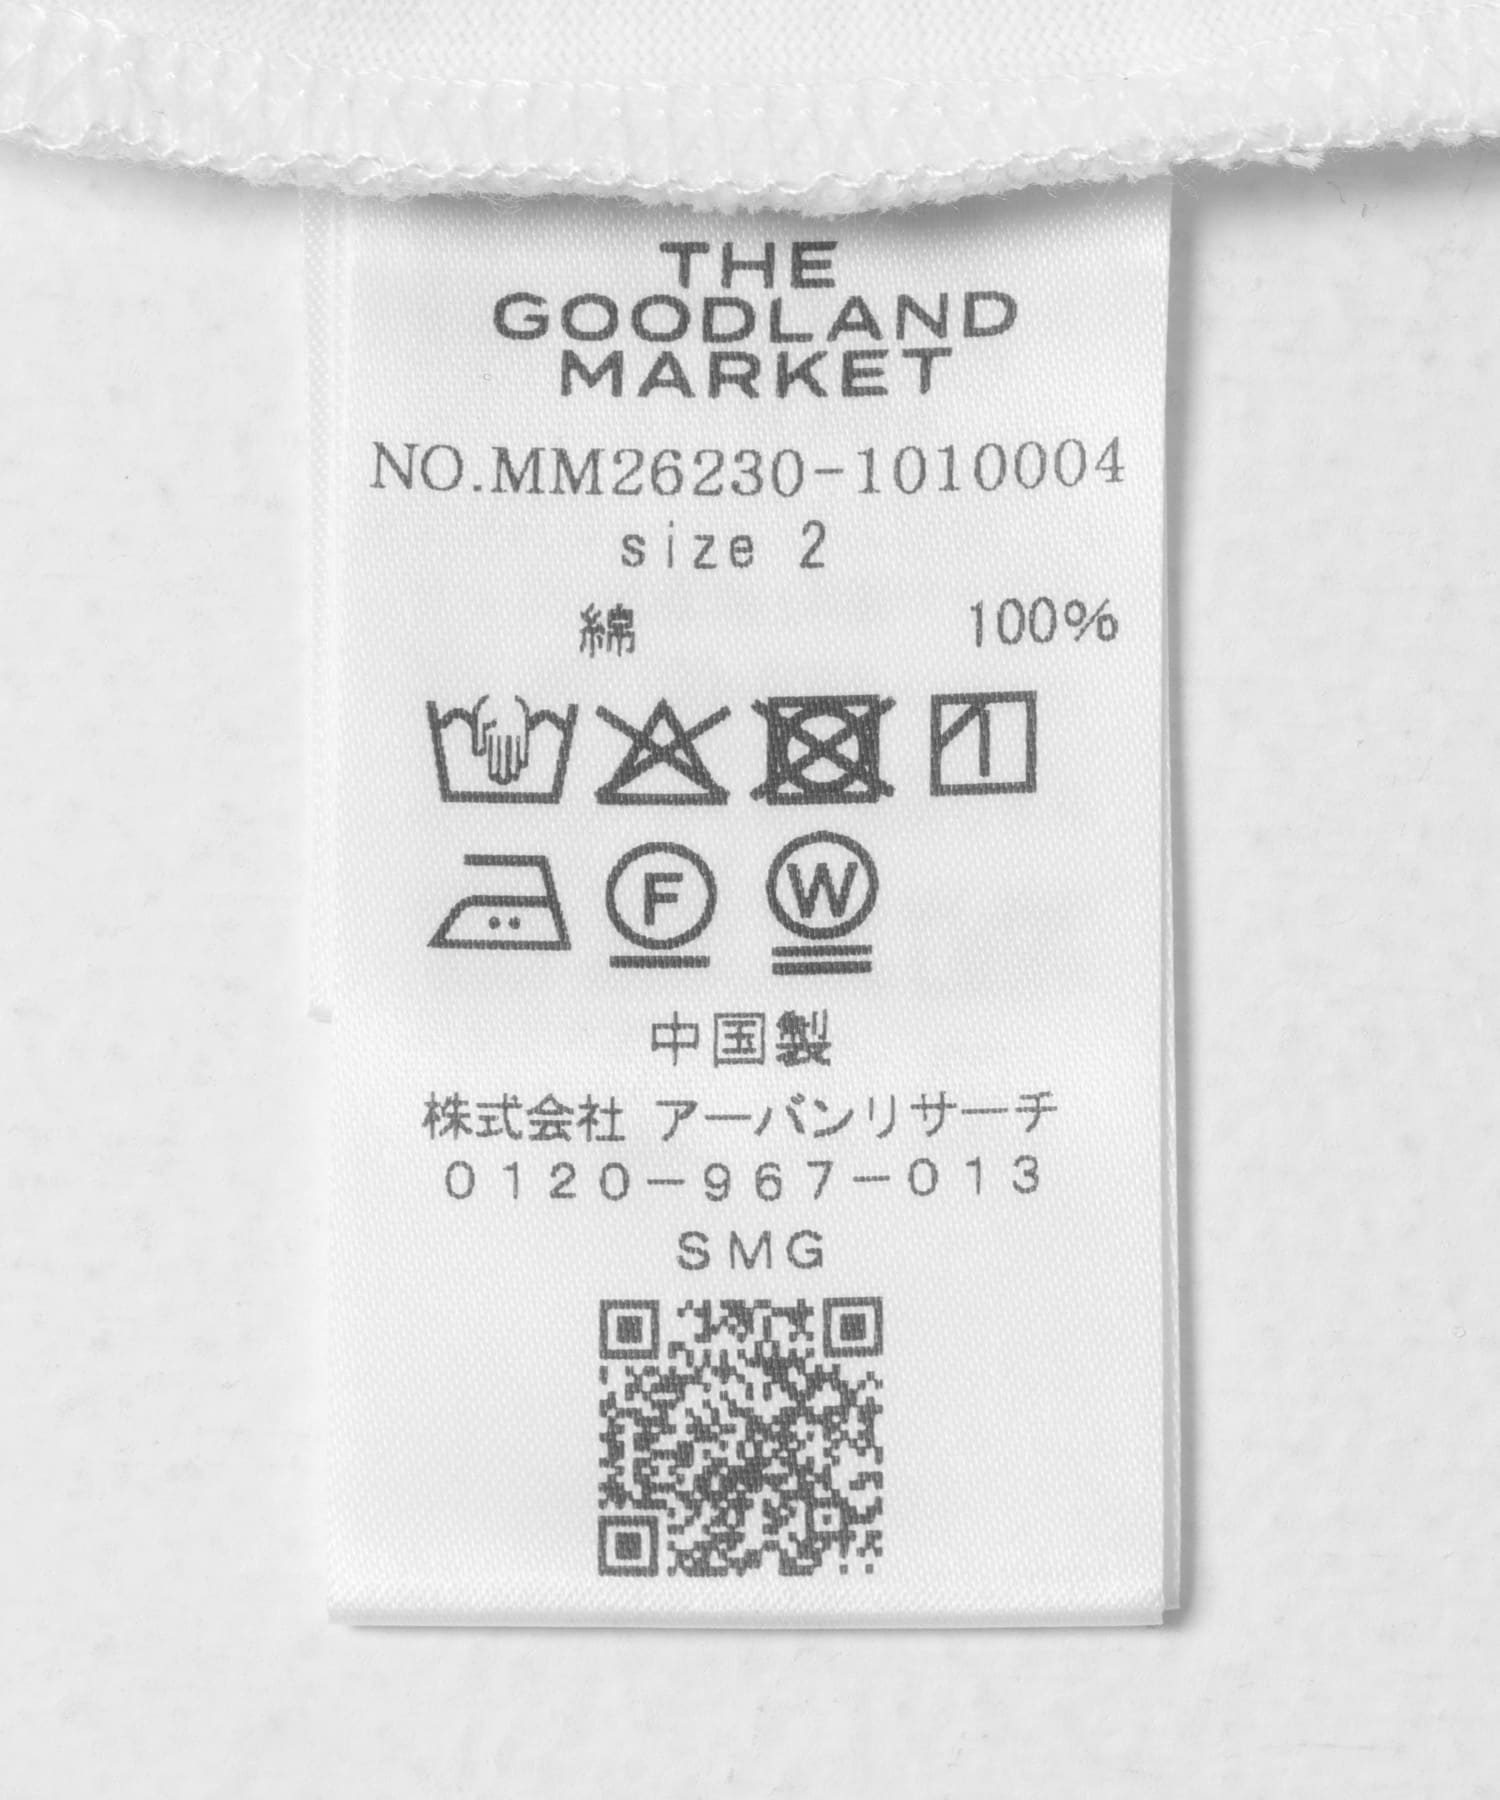 THE
GOODLAND
MARKET
NO.MM26230-1010004
size 2
綿 100%
F W
中国製
株式会社 アーバンリサーチ
0120-967-013
SMG